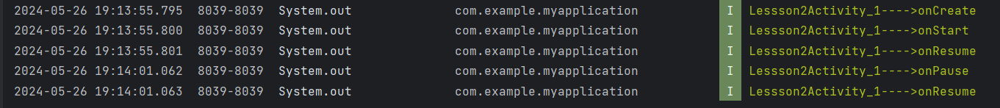 2024-05-26 19:13:55.795 8039-8039 System.out com.example.myapplication I Lessson2Activity_1---->onCreate
2024-05-26 19:13:55.800 8039-8039 System.out com.example.myapplication I Lessson2Activity_1---->onStart
2024-05-26 19:13:55.801 8039-8039 System.out com.example.myapplication I Lessson2Activity_1---->onResume
2024-05-26 19:14:01.062 8039-8039 System.out com.example.myapplication I Lessson2Activity_1---->onPause
2024-05-26 19:14:01.063 8039-8039 System.out com.example.myapplication I Lessson2Activity_1---->onResume